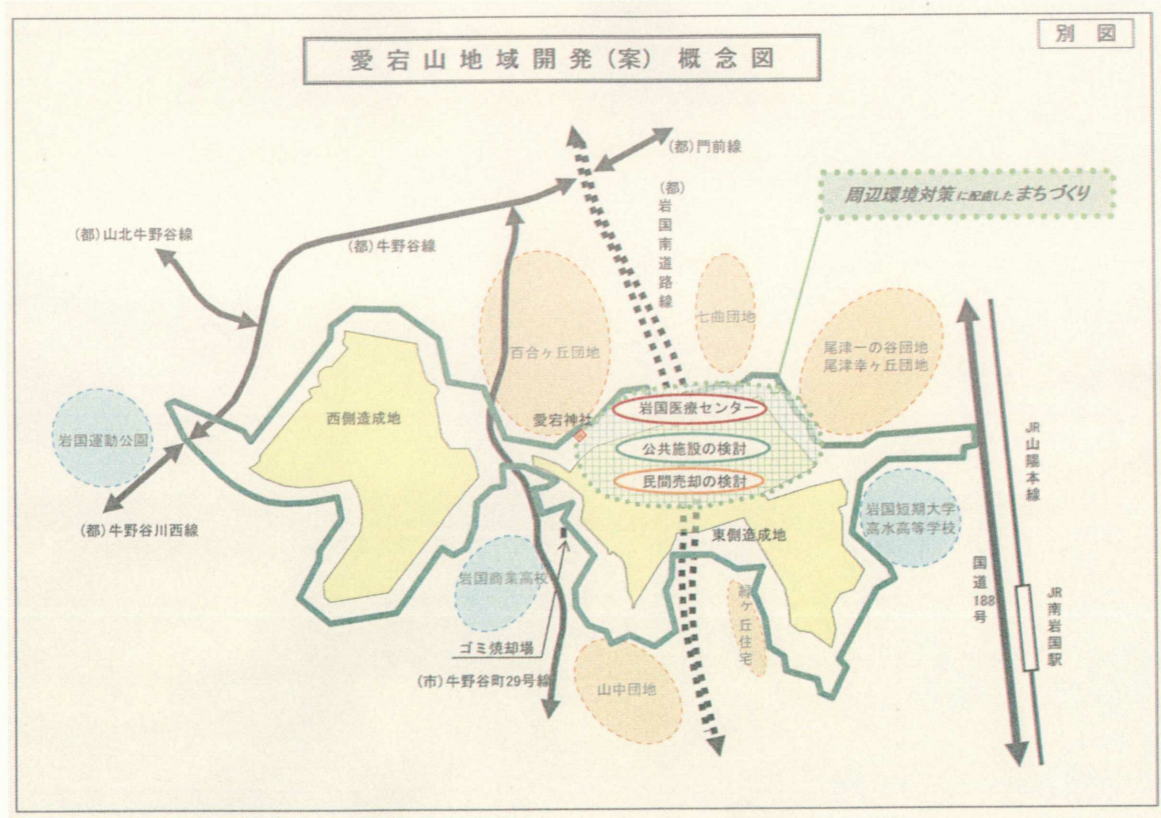 別 図
愛宕山地域開発(案) 概念図
(都)門前線
(都)岩国南道路線
周辺環境対策に配慮したまちづくり
(都)山北牛野谷線
(都)牛野谷線
七曲団地
百合ヶ丘団地
尾津一の谷団地
尾津幸ヶ丘団地
西側造成地
愛宕神社
岩国医療センター
岩国運動公園
公共施設の検討
民間売却の検討
JR山陽本線
(都)牛野谷川西線
岩国短期大学
高水高等学校
東側造成地
岩国商業高校
国道188号
緑ヶ丘住宅
JR南岩国駅
ゴミ焼却場
(市)牛野谷町29号線
山中団地